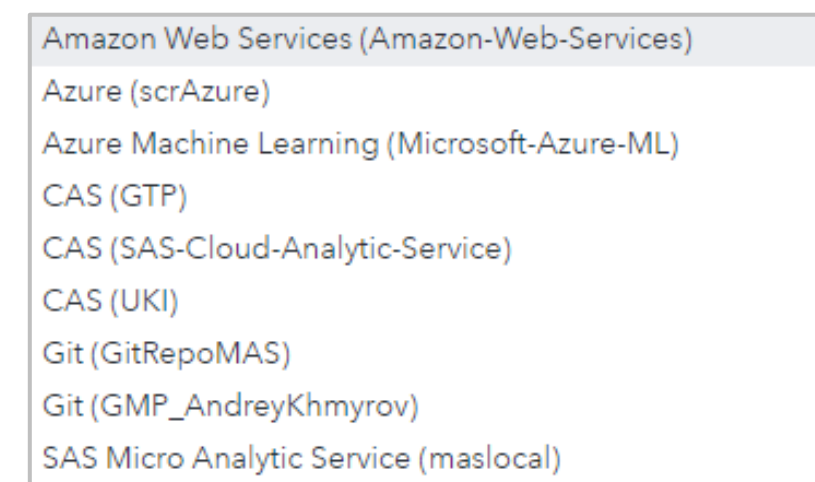 Amazon Web Services (Amazon-Web-Services)
Azure (scrAzure)
Azure Machine Learning (Microsoft-Azure-ML)
CAS (GTP)
CAS (SAS-Cloud-Analytic-Service)
CAS (UKI)
Git (GitRepoMAS)
Git (GMP_AndreyKhmyrov)
SAS Micro Analytic Service (maslocal)